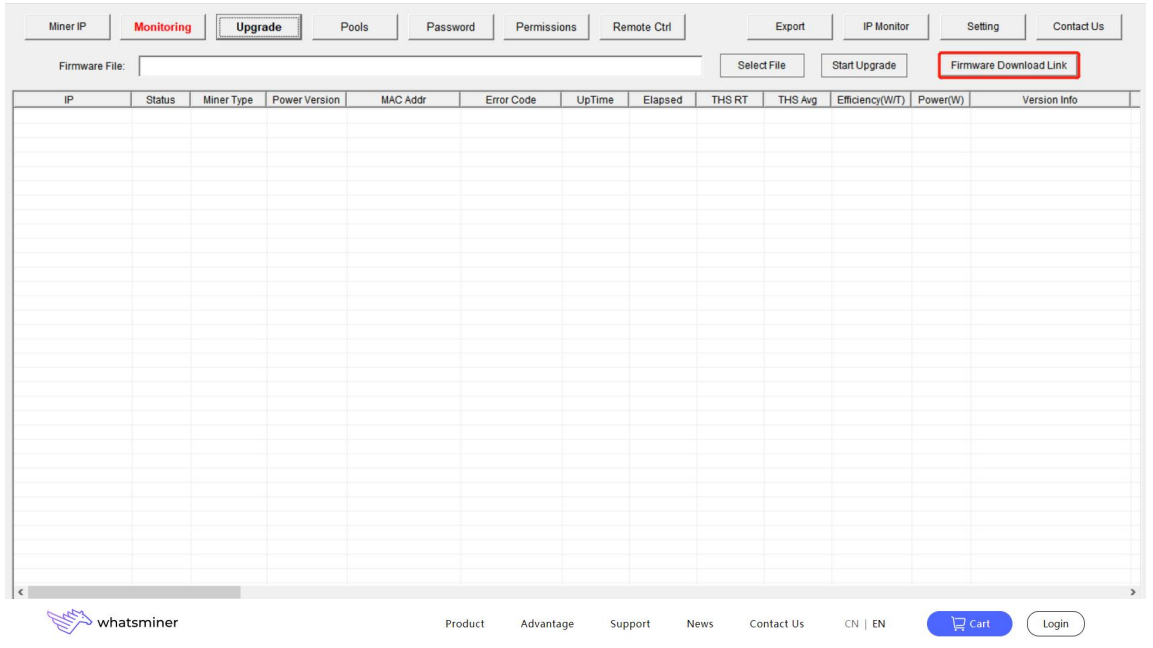 Miner IP Monitoring Upgrade Pools Password Permissions Remote Ctrl Export IP Monitor Setting Contact Us
Firmware File: Select File Start Upgrade Firmware Download Link
IP Status Miner Type Power Version MAC Addr Error Code UpTime Elapsed THS RT THS Avg Efficiency(W/T) Power(W) Version Info
whatsminer Product Advantage Support News Contact Us CN | EN Cart Login